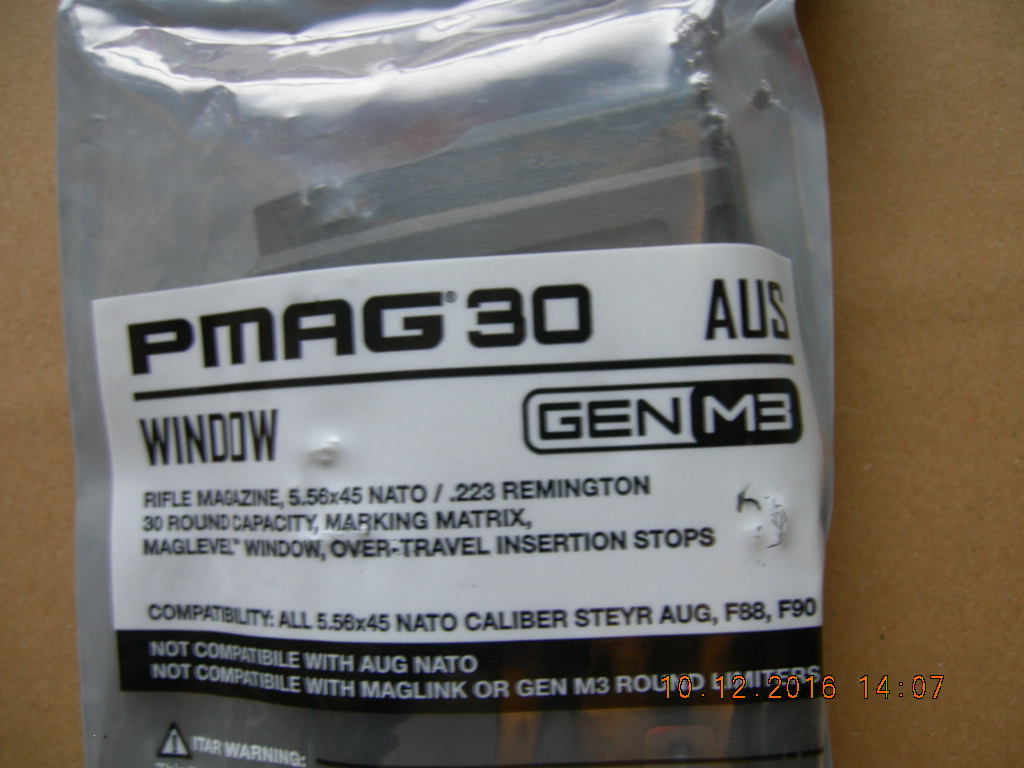 PMAG® 30 AUS
WINDOW GEN M3
RIFLE MAGAZINE, 5.56x45 NATO / .223 REMINGTON
30 ROUND CAPACITY, MARKING MATRIX,
MAGLEVEL™ WINDOW, OVER-TRAVEL INSERTION STOPS
COMPATIBILITY: ALL 5.56x45 NATO CALIBER STEYR AUG, F88, F90
NOT COMPATIBILE WITH AUG NATO
NOT COMPATIBILE WITH MAGLINK OR GEN M3 ROUND LIMITERS
10.12.2016 14:07
ITAR WARNING: